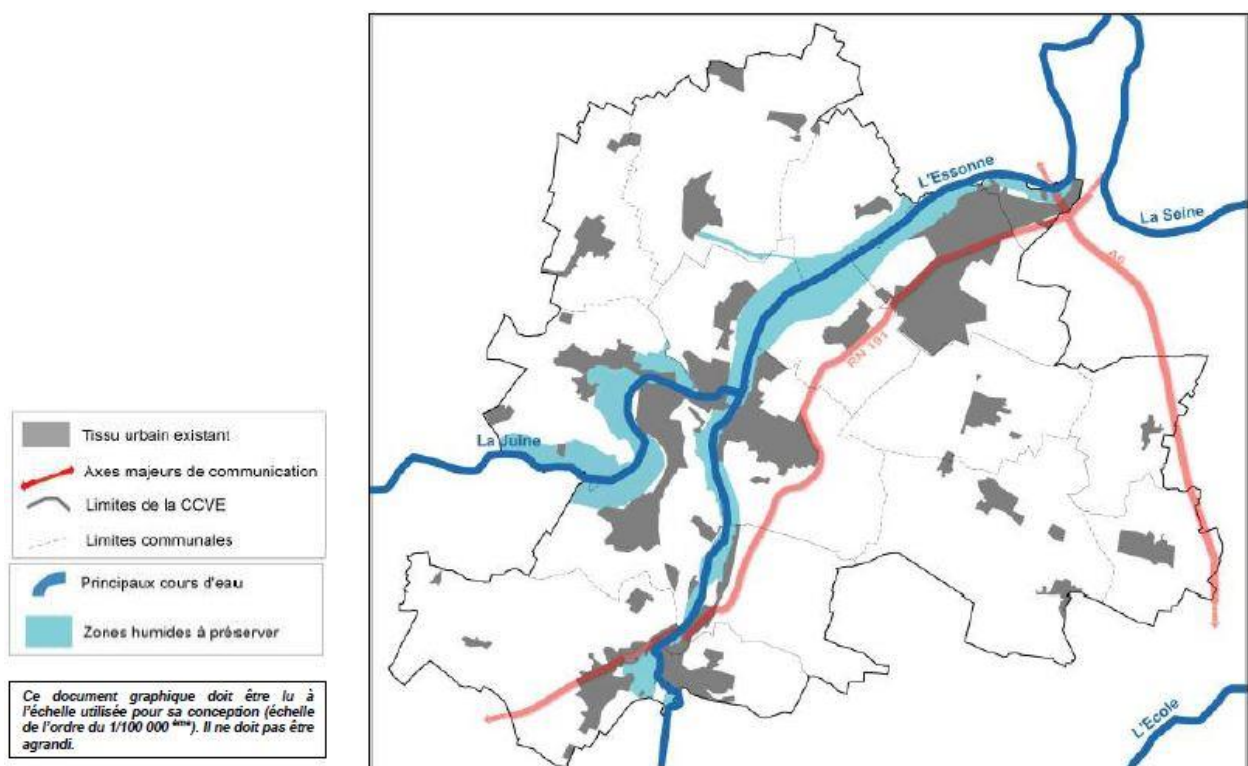 L'Essonne
La Seine
A6
RN 191
La Juine
L'Ecole
Tissu urbain existant
Axes majeurs de communication
Limites de la CCVE
Limites communales
Principaux cours d'eau
Zones humides à préserver
Ce document graphique doit être lu à
l'échelle utilisée pour sa conception (échelle
de l'ordre du 1/100 000 ème). Il ne doit pas être
agrandi.